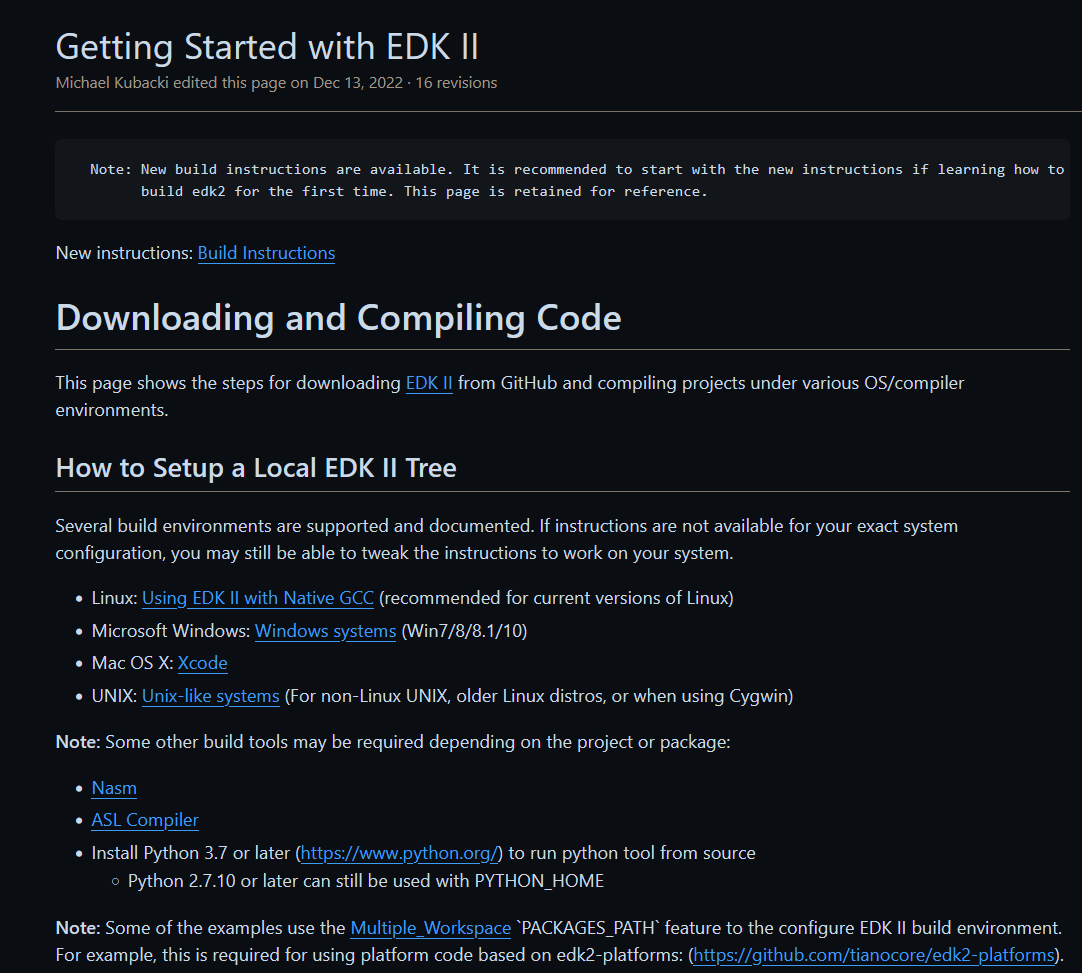 Getting Started with EDK II
Michael Kubacki edited this page on Dec 13, 2022 · 16 revisions
Note: New build instructions are available. It is recommended to start with the new instructions if learning how to
build edk2 for the first time. This page is retained for reference.
New instructions: Build Instructions
Downloading and Compiling Code
This page shows the steps for downloading EDK II from GitHub and compiling projects under various OS/compiler
environments.
How to Setup a Local EDK II Tree
Several build environments are supported and documented. If instructions are not available for your exact system
configuration, you may still be able to tweak the instructions to work on your system.
• Linux: Using EDK II with Native GCC (recommended for current versions of Linux)
• Microsoft Windows: Windows systems (Win7/8/8.1/10)
• Mac OS X: Xcode
• UNIX: Unix-like systems (For non-Linux UNIX, older Linux distros, or when using Cygwin)
Note: Some other build tools may be required depending on the project or package:
• Nasm
• ASL Compiler
• Install Python 3.7 or later (https://www.python.org/) to run python tool from source
○ Python 2.7.10 or later can still be used with PYTHON_HOME
Note: Some of the examples use the Multiple_Workspace `PACKAGES_PATH` feature to the configure EDK II build environment.
For example, this is required for using platform code based on edk2-platforms: (https://github.com/tianocore/edk2-platforms).